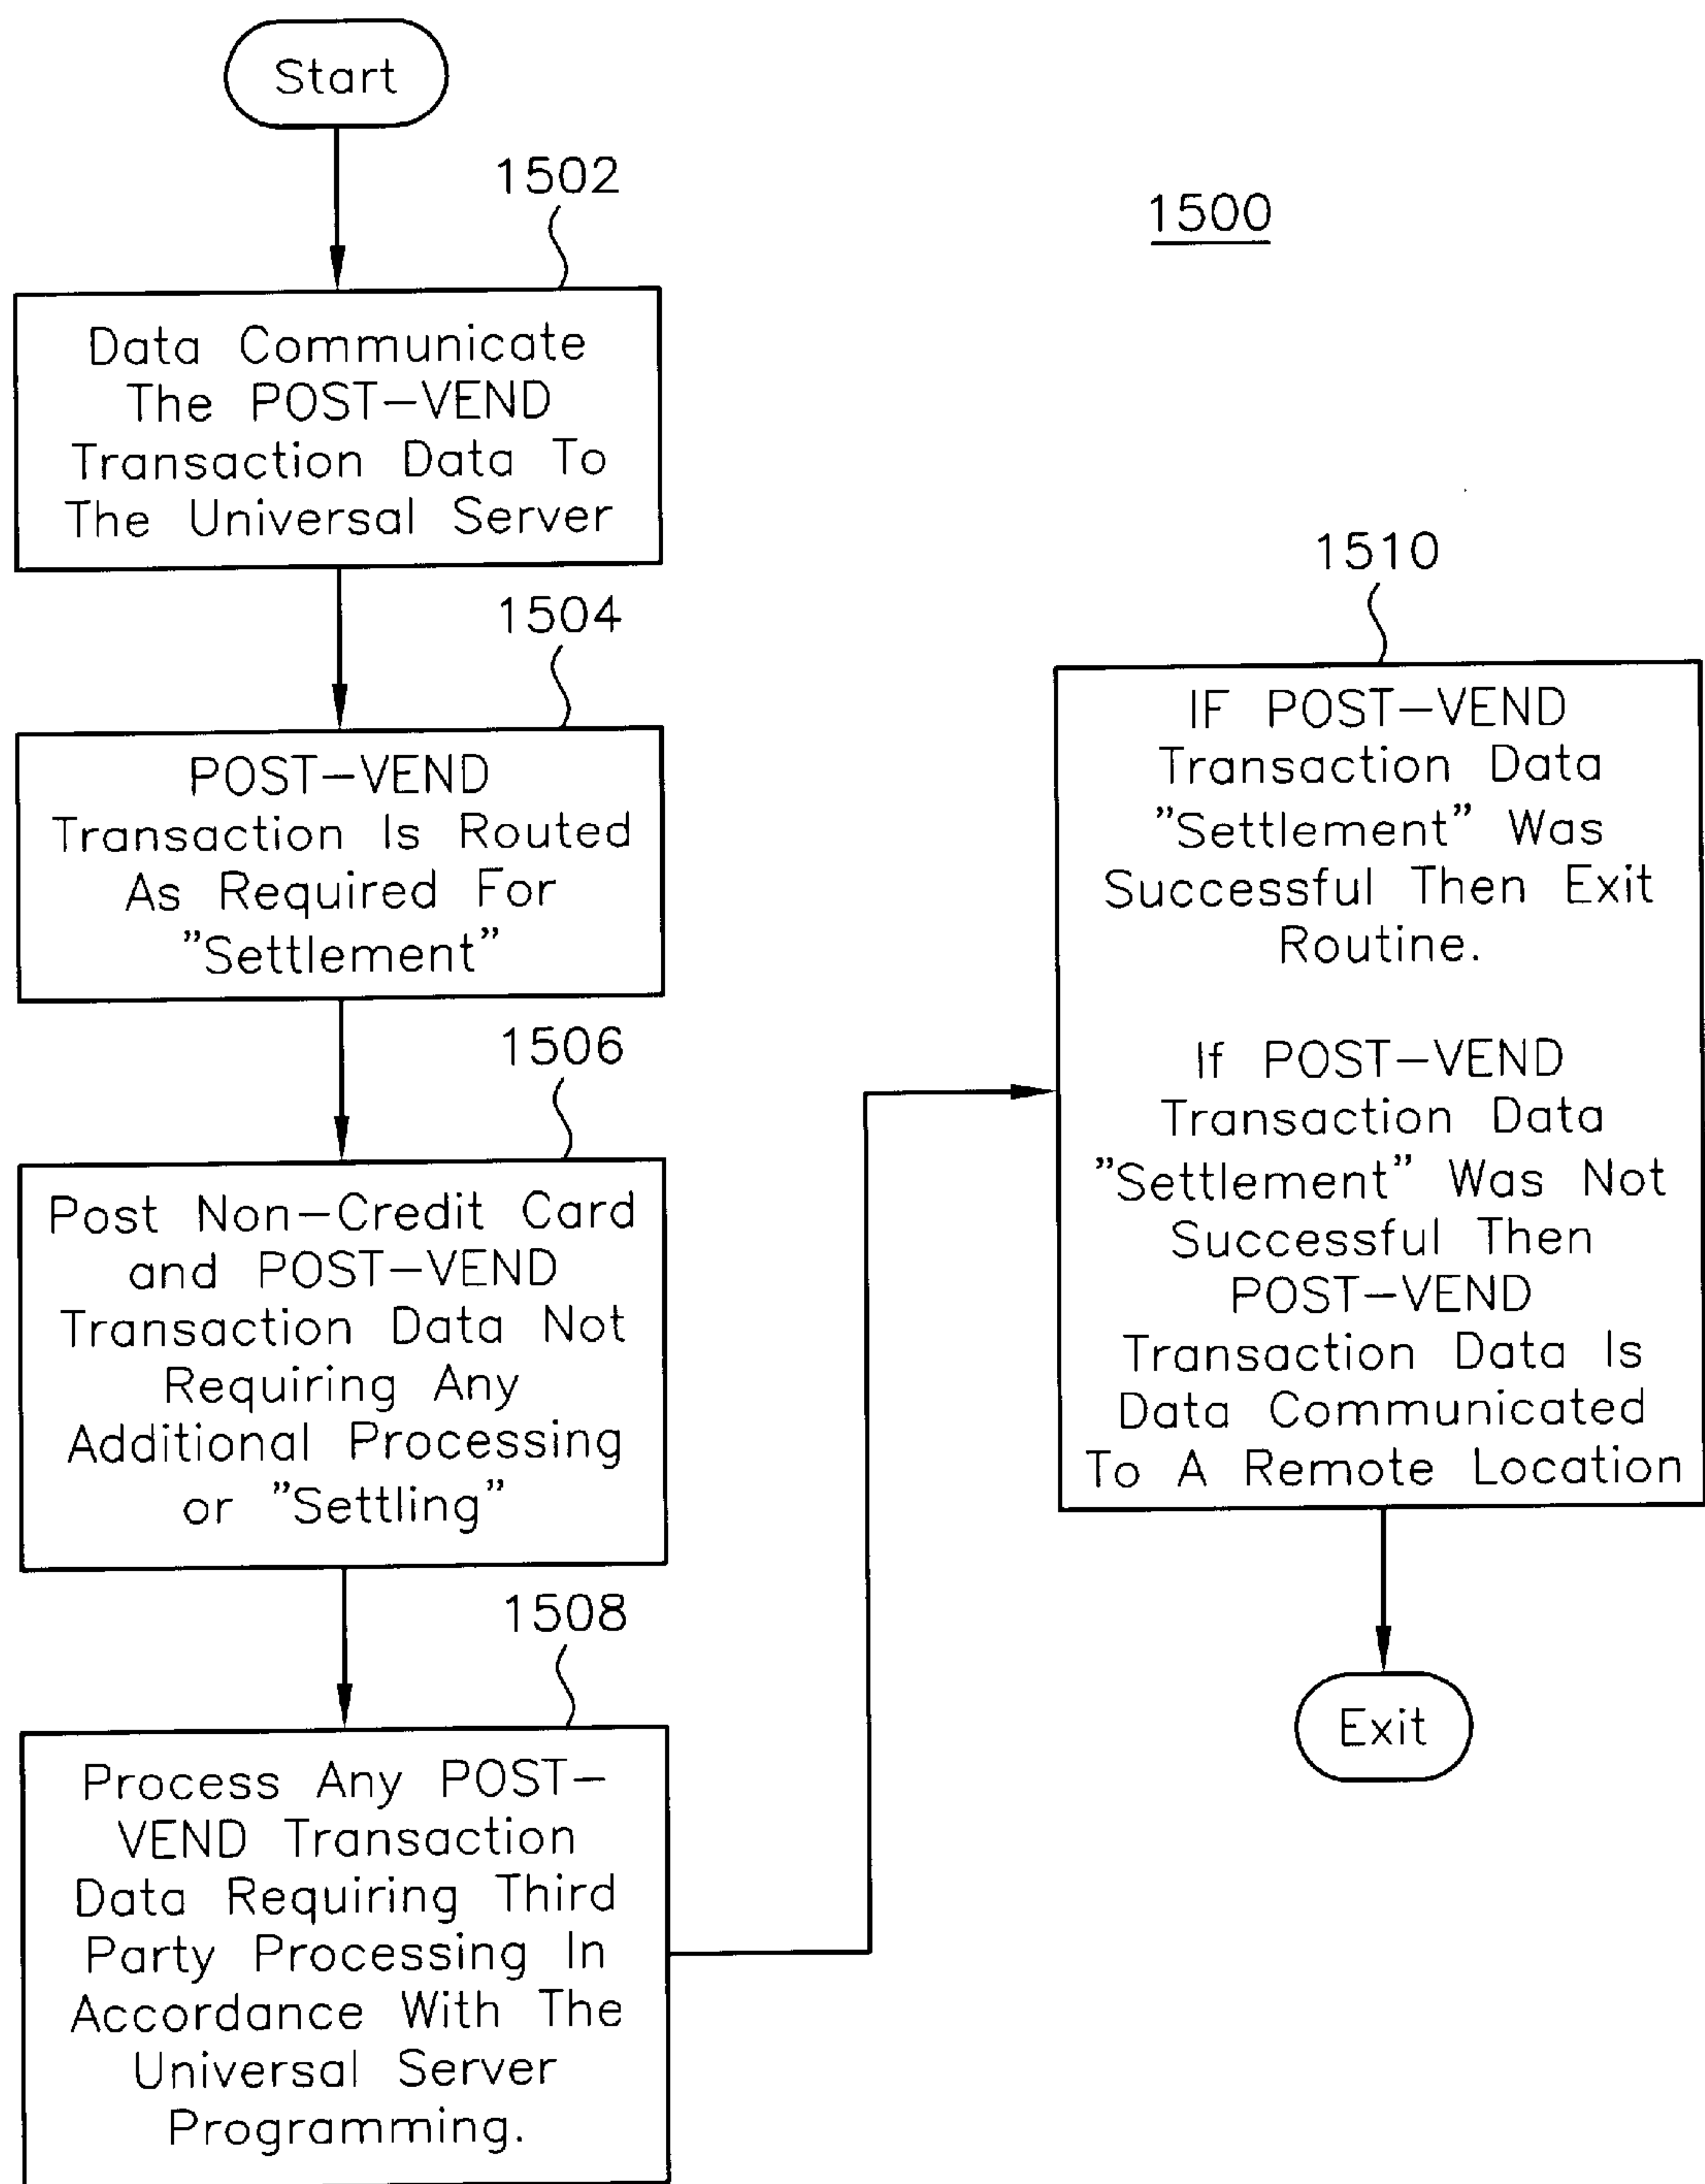 Start
1502
1500
Data Communicate
The POST—VEND
Transaction Data To
The Universal Server
1504
POST—VEND
Transaction Is Routed
As Required For
"Settlement"
1506
Post Non—Credit Card
and POST—VEND
Transaction Data Not
Requiring Any
Additional Processing
or "Settling"
1508
Process Any POST—
VEND Transaction
Data Requiring Third
Party Processing In
Accordance With The
Universal Server
Programming.
1510
IF POST—VEND
Transaction Data
"Settlement" Was
Successful Then Exit
Routine.
If POST—VEND
Transaction Data
"Settlement" Was Not
Successful Then
POST—VEND
Transaction Data Is
Data Communicated
To A Remote Location
Exit